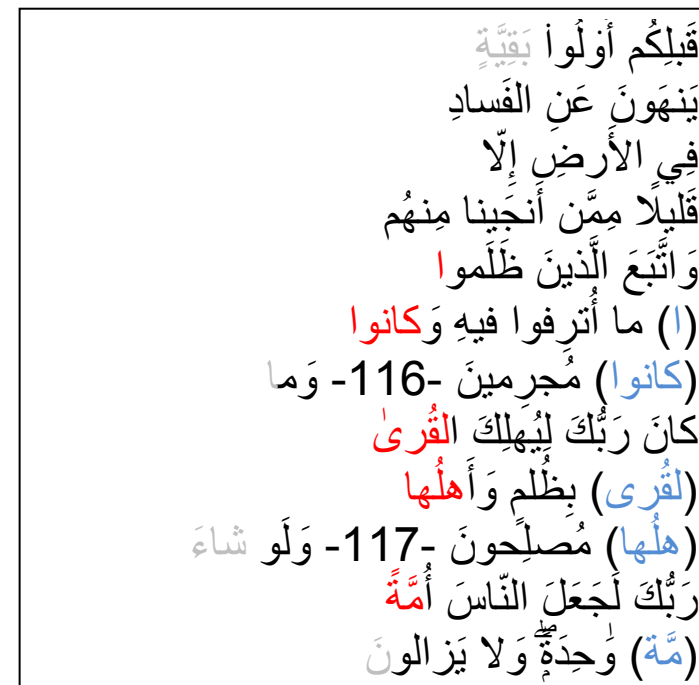 قَبلِكُم أُولُوا۟ بَقِيَّةٍ
يَنهَونَ عَنِ الفَسادِ
فِي الأَرضِ إِلّا
قَليلًا مِمَّن أَنجَينا مِنهُم
وَاتَّبَعَ الَّذينَ ظَلَموا
(ا) ما أُترِفوا فيهِ وَكانوا
(كانوا) مُجرِمينَ -116- وَما
كانَ رَبُّكَ لِيُهلِكَ القُرىٰ
(لقُرى) بِظُلمٍ وَأَهلُها
(هلُها) مُصلِحونَ -117- وَلَو شاءَ
رَبُّكَ لَجَعَلَ النّاسَ أُمَّةً
(مَّة) وَٰحِدَةًۭۖ وَلا يَزالونَ